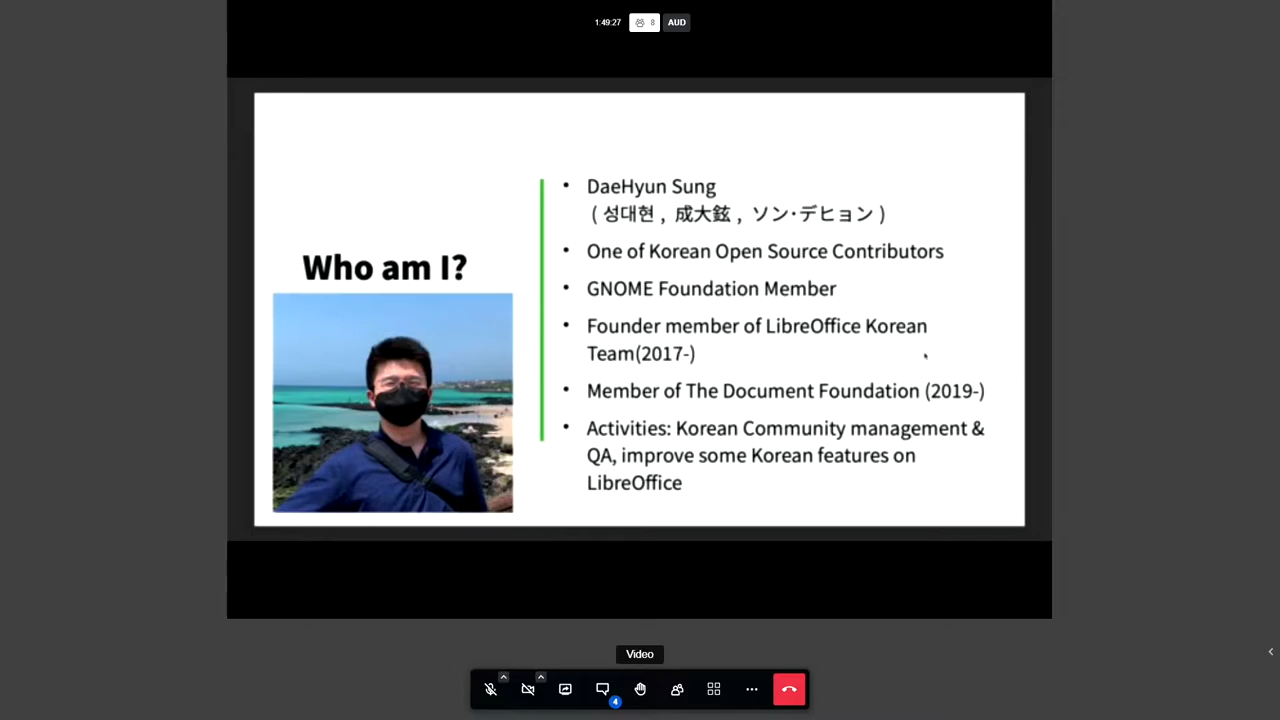 1:49:27 8 AUD
Who am I?
• DaeHyun Sung
( 성대현 , 成大鉉 , ソン･デヒョン )
• One of Korean Open Source Contributors
• GNOME Foundation Member
• Founder member of LibreOffice Korean
Team(2017-)
• Member of The Document Foundation (2019-)
• Activities: Korean Community management &
QA, improve some Korean features on
LibreOffice
Video
4